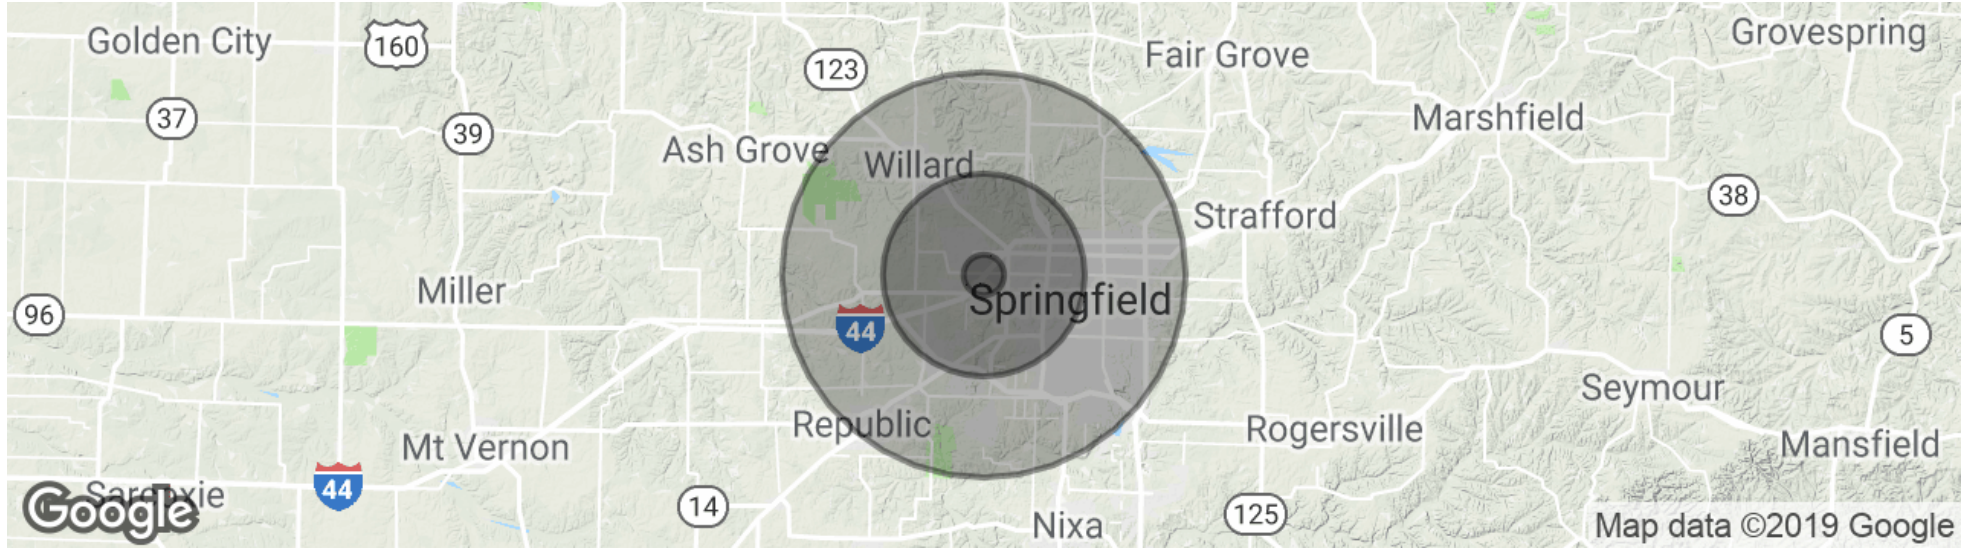 Golden City
160
123
Fair Grove
Grovespring
37
39
Marshfield
Ash Grove
Willard
38
Strafford
Miller
Springfield
96
44
5
Seymour
Republic
Rogersville
Mt Vernon
Mansfield
44
Sarcoxie
Google
14
Nixa
125
Map data ©2019 Google